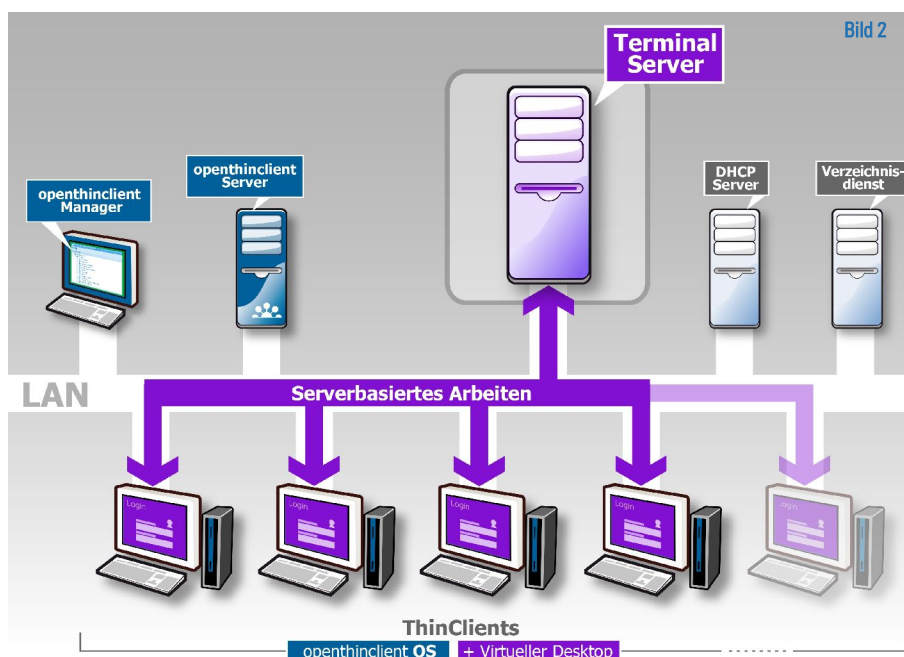 Bild 2
Terminal
Server
openthinclient
Manager
openthinclient
Server
DHCP
Server
Verzeichnis-
dienst
LAN
Serverbasiertes Arbeiten
Login
Login
Login
Login
Login
ThinClients
openthinclient OS
+ Virtueller Desktop